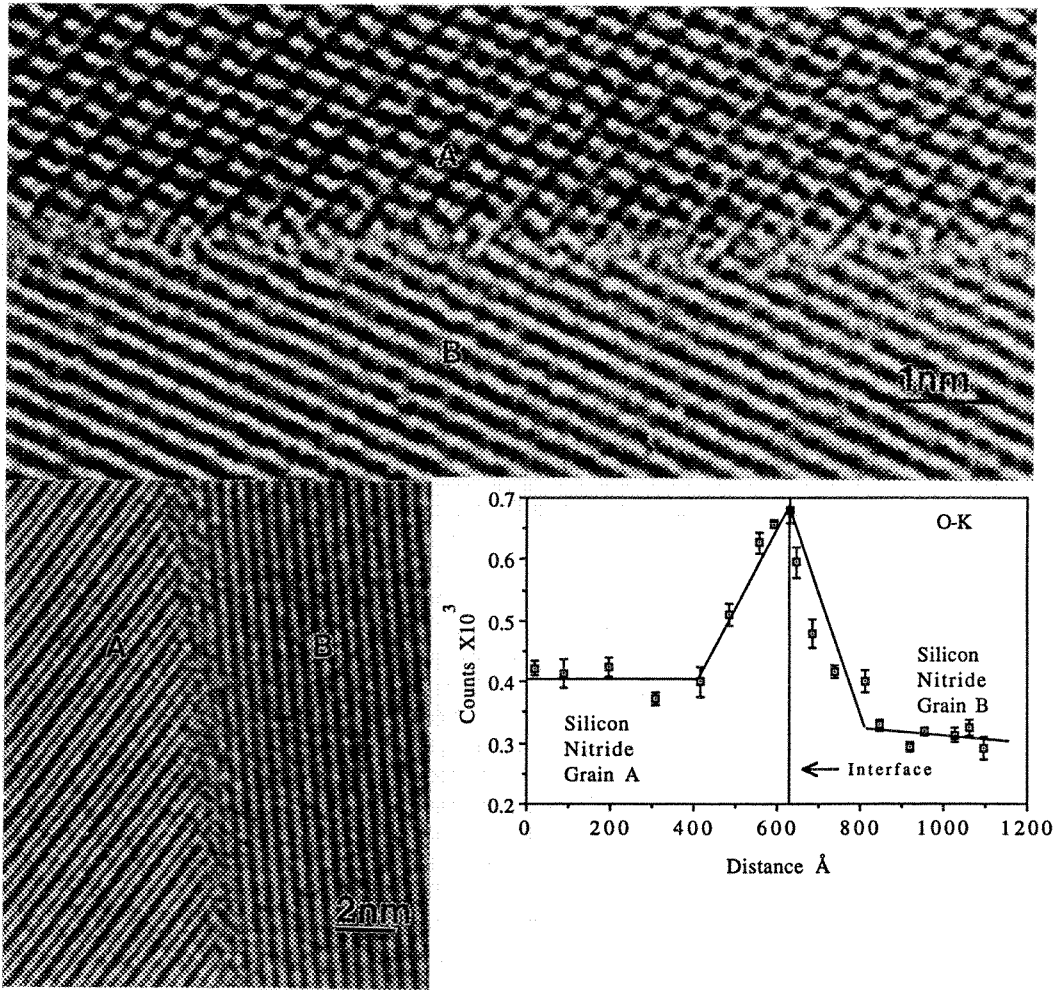 A
B
1nm
A
B
2nm
0.7
0.6
0.5
0.4
0.3
0.2
Counts X10 3
O-K
Silicon
Nitride
Grain A
Silicon
Nitride
Grain B
Interface
0 200 400 600 800 1000 1200
Distance Å